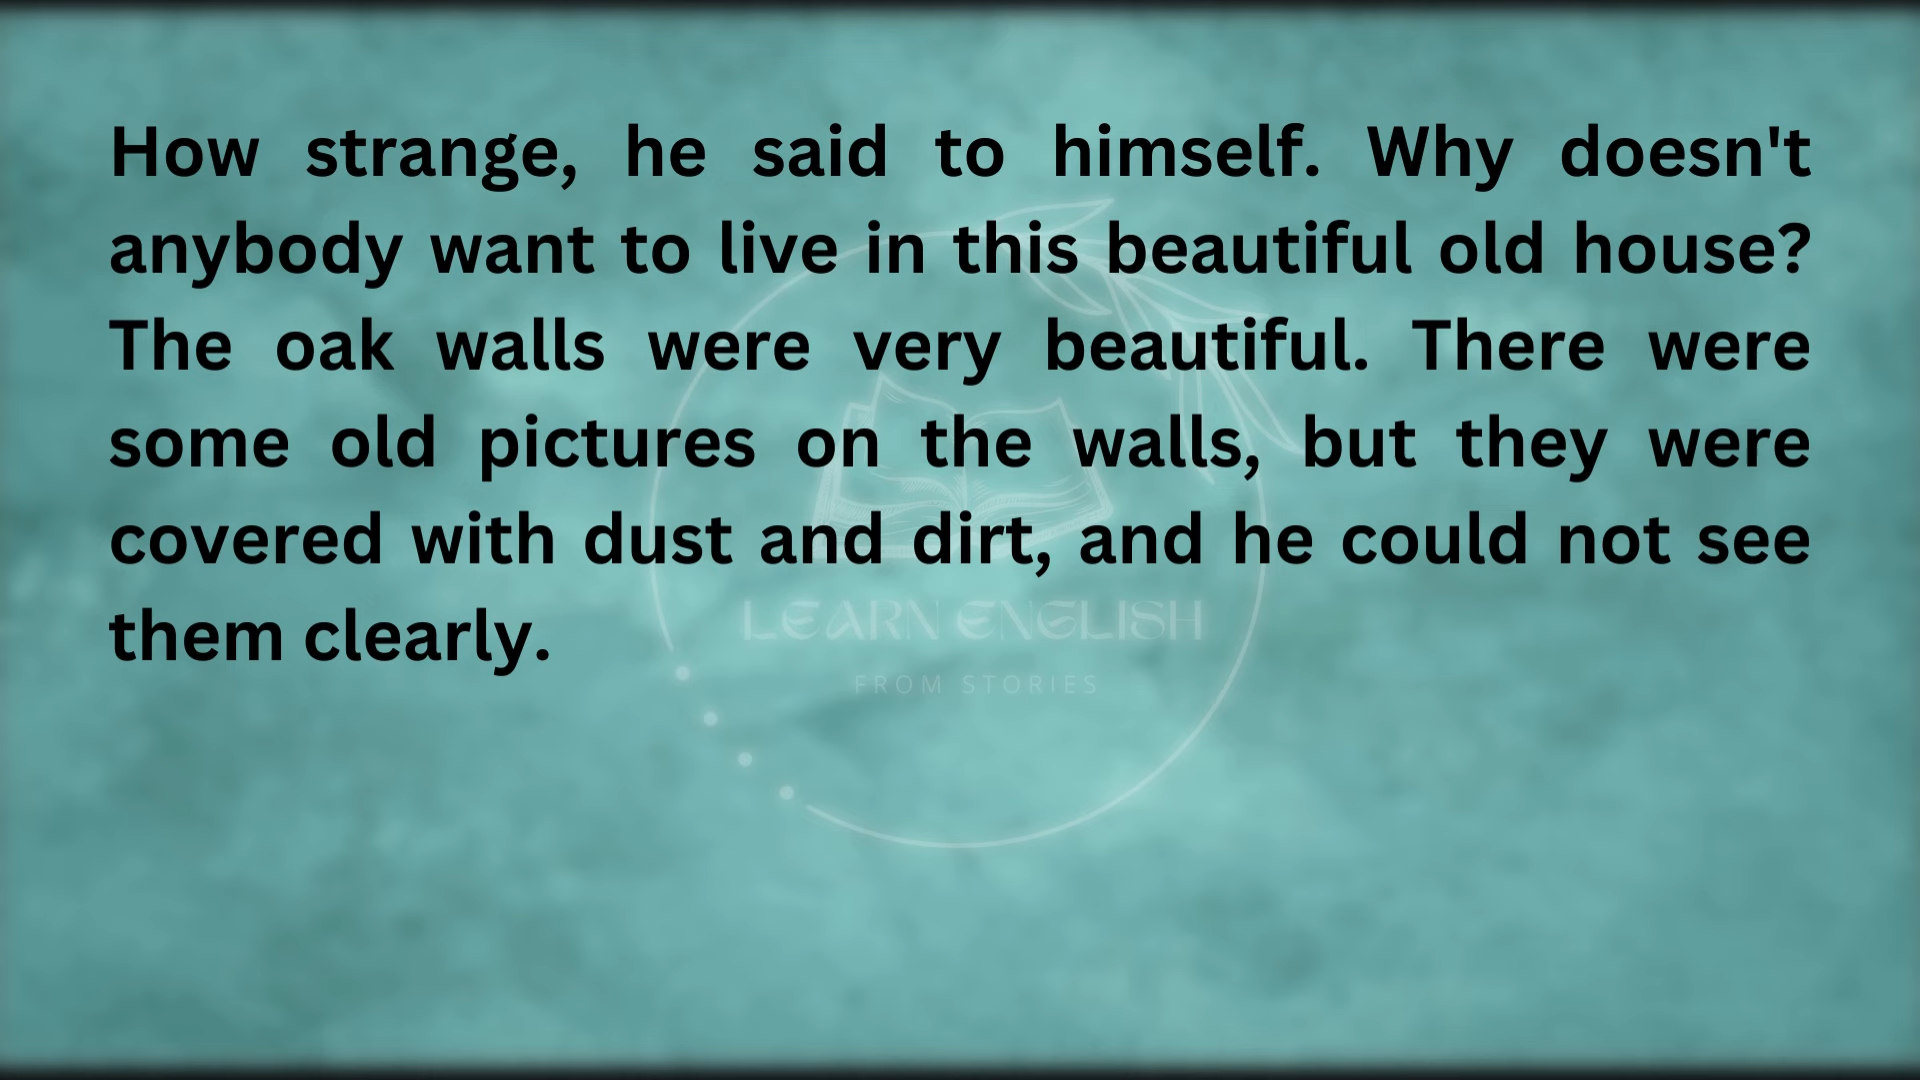 How strange, he said to himself. Why doesn't
anybody want to live in this beautiful old house?
The oak walls were very beautiful. There were
some old pictures on the walls, but they were
covered with dust and dirt, and he could not see
them clearly.
LEARN ENGLISH
FROM STORIES